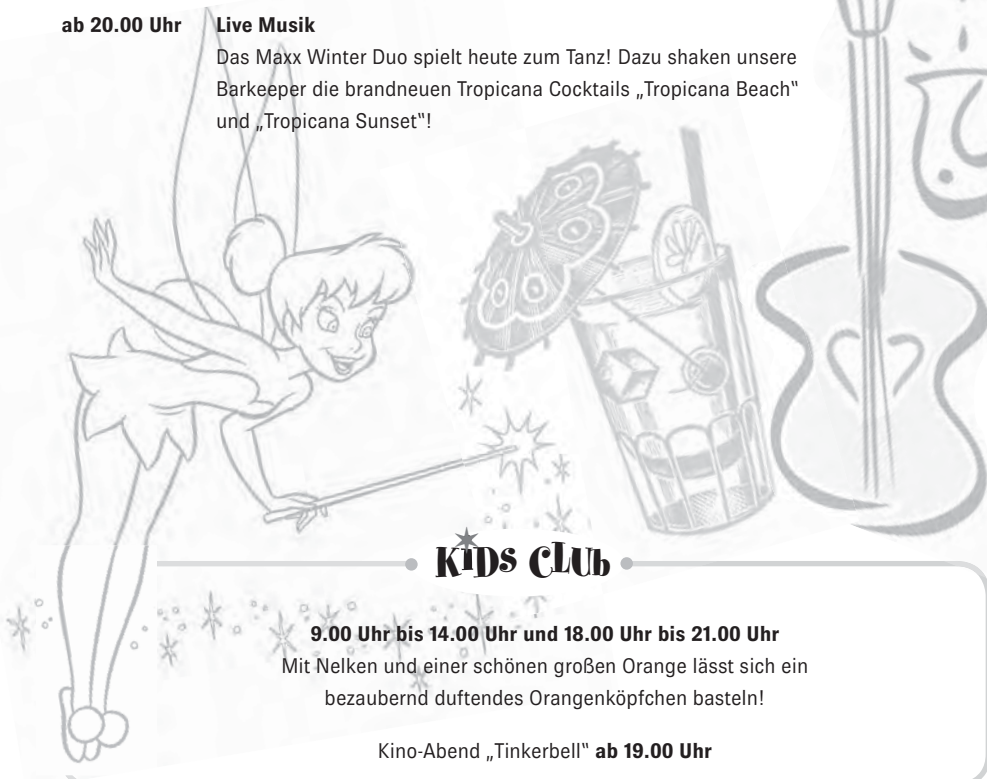 ab 20.00 Uhr Live Musik
Das Maxx Winter Duo spielt heute zum Tanz! Dazu shaken unsere
Barkeeper die brandneuen Tropicana Cocktails „Tropicana Beach“
und „Tropicana Sunset“!
KiDS CLUb
9.00 Uhr bis 14.00 Uhr und 18.00 Uhr bis 21.00 Uhr
Mit Nelken und einer schönen großen Orange lässt sich ein
bezaubernd duftendes Orangenköpfchen basteln!
Kino-Abend „Tinkerbell“ ab 19.00 Uhr